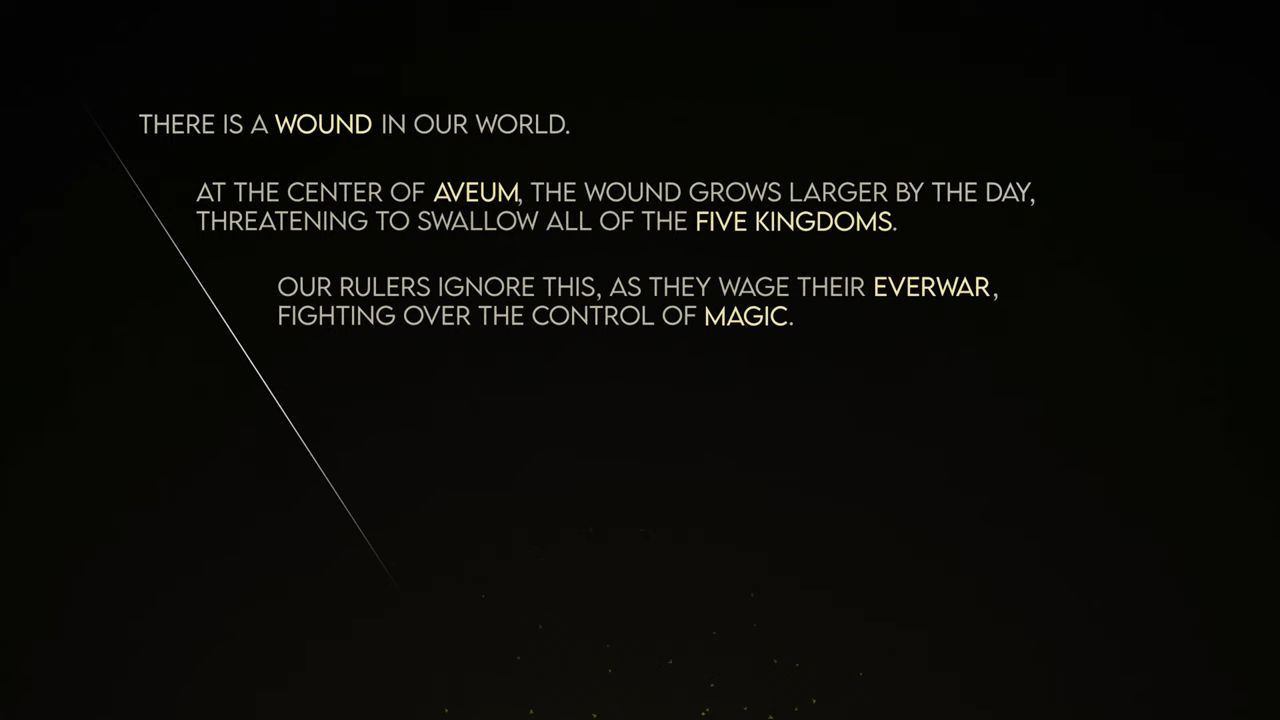 THERE IS A WOUND IN OUR WORLD.
AT THE CENTER OF AVEUM, THE WOUND GROWS LARGER BY THE DAY,
THREATENING TO SWALLOW ALL OF THE FIVE KINGDOMS.
OUR RULERS IGNORE THIS, AS THEY WAGE THEIR EVERWAR,
FIGHTING OVER THE CONTROL OF MAGIC.